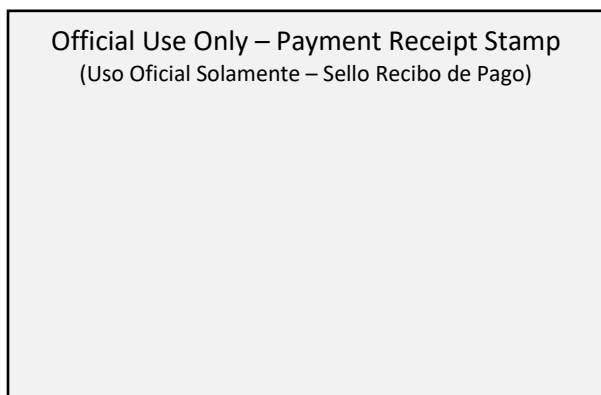 Official Use Only – Payment Receipt Stamp
(Uso Oficial Solamente – Sello Recibo de Pago)